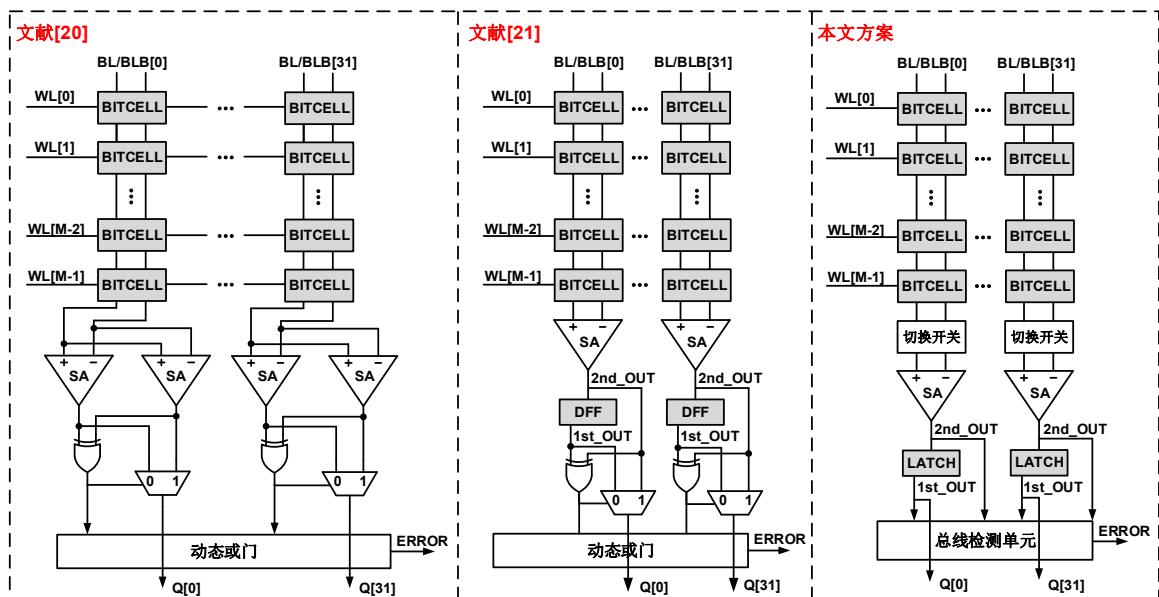 文献[20]
BL/BLB[0]
BL/BLB[31]
WL[0]
BITCELL
...
BITCELL
WL[1]
BITCELL
...
BITCELL
WL[M-2]
BITCELL
...
BITCELL
WL[M-1]
BITCELL
...
BITCELL
+ −
SA
+ −
SA
+ −
SA
+ −
SA
0 1
0 1
动态或门
ERROR
Q[0]
Q[31]
文献[21]
BL/BLB[0]
BL/BLB[31]
WL[0]
BITCELL
...
BITCELL
WL[1]
BITCELL
...
BITCELL
WL[M-2]
BITCELL
...
BITCELL
WL[M-1]
BITCELL
...
BITCELL
+ −
SA
+ −
SA
2nd_OUT
2nd_OUT
DFF
DFF
1st_OUT
1st_OUT
0 1
0 1
动态或门
ERROR
Q[0]
Q[31]
本文方案
BL/BLB[0]
BL/BLB[31]
WL[0]
BITCELL
...
BITCELL
WL[1]
BITCELL
...
BITCELL
WL[M-2]
BITCELL
...
BITCELL
WL[M-1]
BITCELL
...
BITCELL
切换开关
切换开关
+ −
SA
+ −
SA
2nd_OUT
2nd_OUT
LATCH
LATCH
1st_OUT
1st_OUT
总线检测单元
ERROR
Q[0]
Q[31]